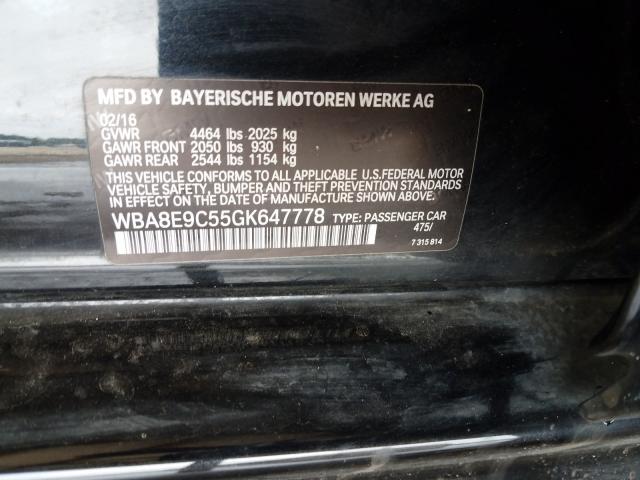 MFD BY BAYERISCHE MOTOREN WERKE AG
02/16
GVWR 4464 lbs 2025 kg
GAWR FRONT 2050 lbs 930 kg
GAWR REAR 2544 lbs 1154 kg
THIS VEHICLE CONFORMS TO ALL APPLICABLE U.S.FEDERAL MOTOR
VEHICLE SAFETY, BUMPER AND THEFT PREVENTION STANDARDS
IN EFFECT ON THE DATE OF MANUFACTURE SHOWN ABOVE.
WBA8E9C55GK647778 TYPE: PASSENGER CAR
475/
7 315 814